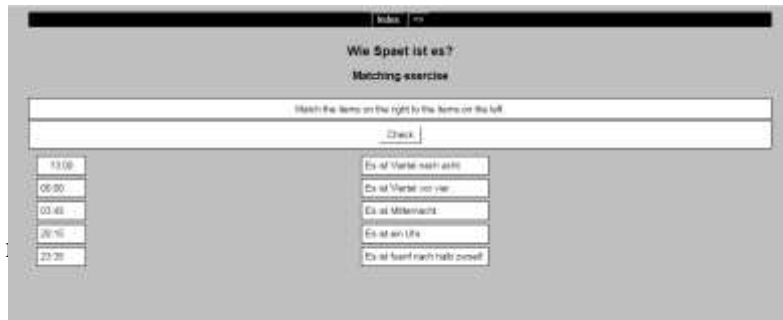 Index =>
Wie Spaet ist es?
Matching exercise
Match the items on the right to the items on the left.
Check
13:00 Es ist Viertel nach acht.
00:00 Es ist Viertel vor vier.
03:45 Es ist Mitternacht.
20:15 Es ist ein Uhr.
23:35 Es ist fuenf nach halb zwoelf.